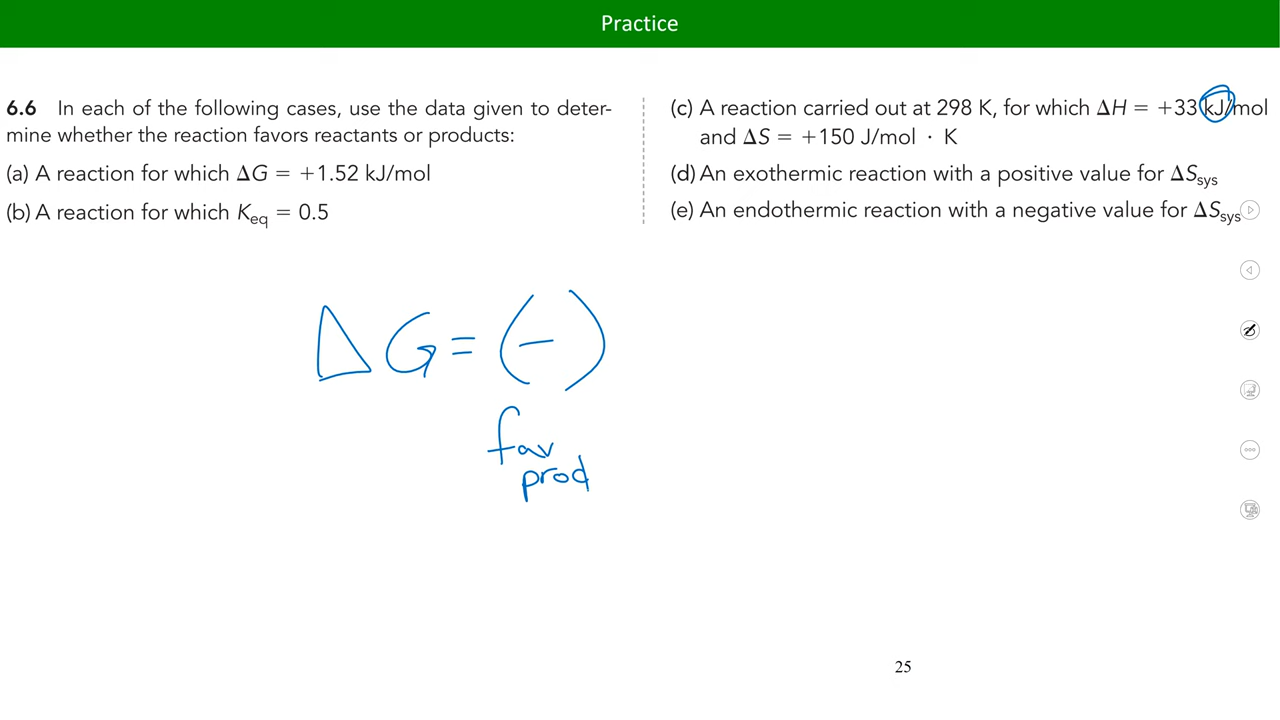 Practice
6.6 In each of the following cases, use the data given to deter-
mine whether the reaction favors reactants or products:
(a) A reaction for which ΔG = +1.52 kJ/mol
(b) A reaction for which Keq = 0.5
(c) A reaction carried out at 298 K, for which ΔH = +33 kJ/mol
and ΔS = +150 J/mol · K
(d) An exothermic reaction with a positive value for ΔSsys
(e) An endothermic reaction with a negative value for ΔSsys
ΔG = (−)
fav
prod
25